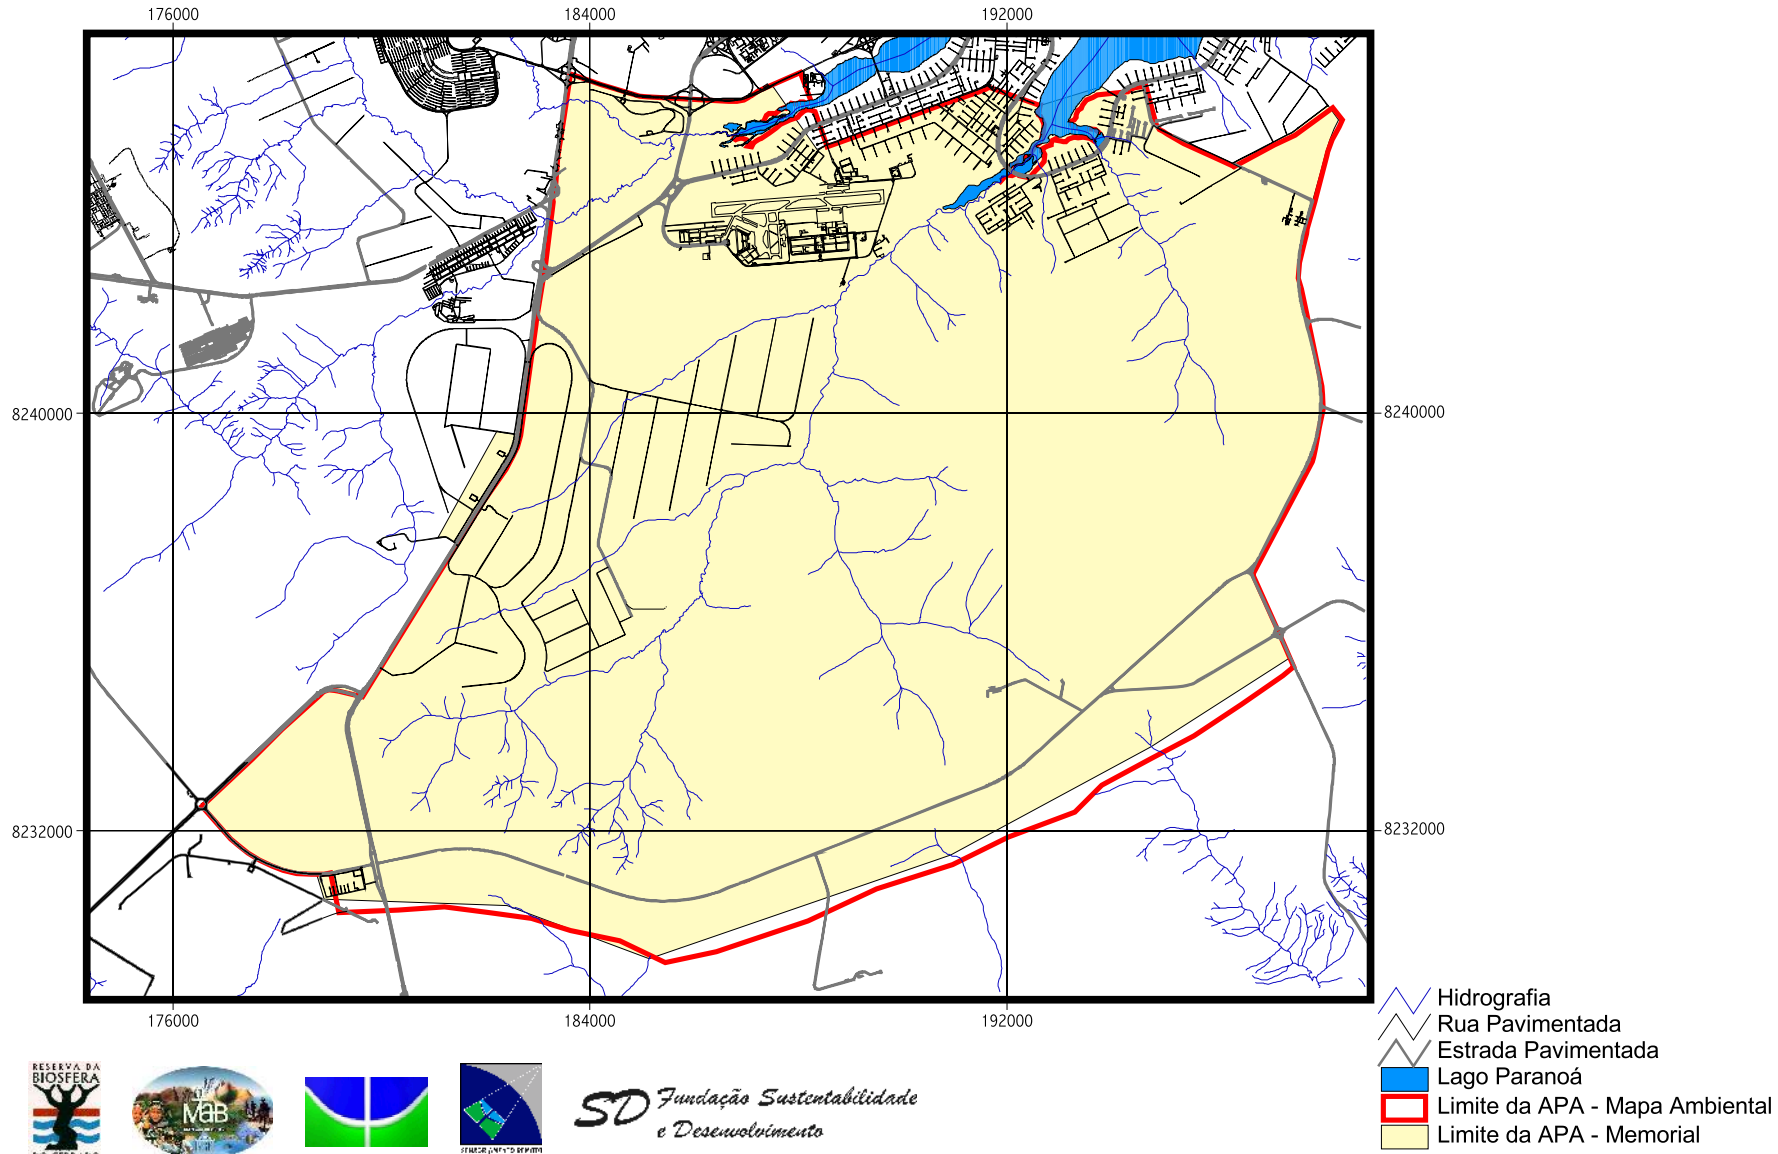 176000 184000 192000
8240000 8240000
8232000 8232000
176000 184000 192000
Hidrografia
Rua Pavimentada
Estrada Pavimentada
Lago Paranoá
Limite da APA - Mapa Ambiental
Limite da APA - Memorial
RESERVA DA
BIOSFERA
MaB
SD Fundação Sustentabilidade
e Desenvolvimento